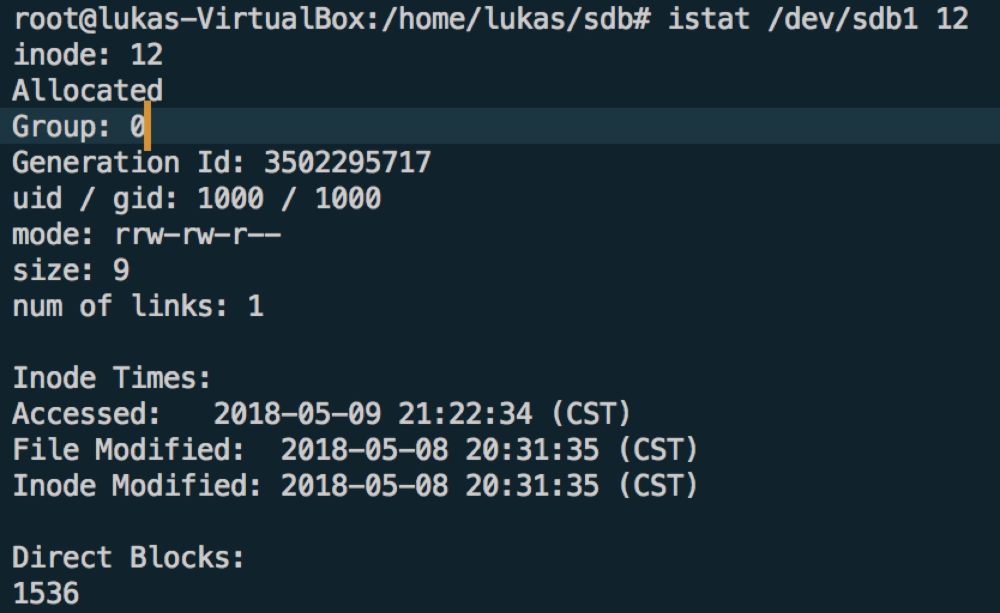 root@lukas-VirtualBox:/home/lukas/sdb# istat /dev/sdb1 12
inode: 12
Allocated
Group: 0
Generation Id: 3502295717
uid / gid: 1000 / 1000
mode: rrw-rw-r--
size: 9
num of links: 1
Inode Times:
Accessed:   2018-05-09 21:22:34 (CST)
File Modified:  2018-05-08 20:31:35 (CST)
Inode Modified: 2018-05-08 20:31:35 (CST)
Direct Blocks:
1536